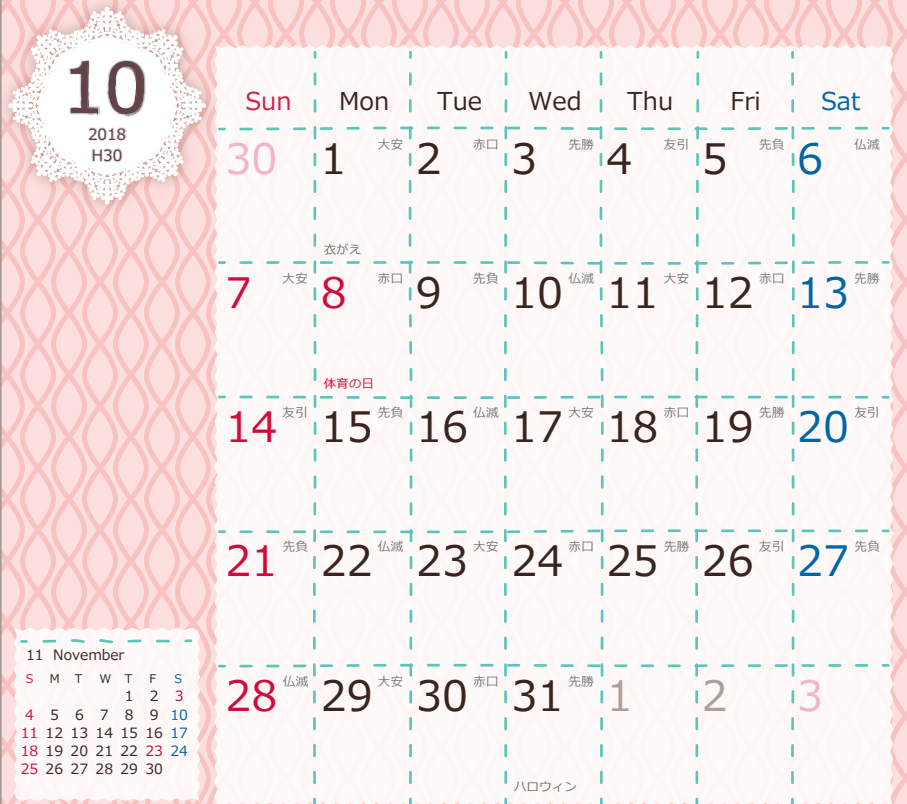 10
2018
H30
Sun Mon Tue Wed Thu Fri Sat
30 1 大安 2 赤口 3 先勝 4 友引 5 先負 6 仏滅
衣がえ
7 大安 8 赤口 9 先負 10 仏滅 11 大安 12 赤口 13 先勝
体育の日
14 友引 15 先負 16 仏滅 17 大安 18 赤口 19 先勝 20 友引
21 先負 22 仏滅 23 大安 24 赤口 25 先勝 26 友引 27 先負
28 仏滅 29 大安 30 赤口 31 先勝 1 2 3
ハロウィン
11 November
S M T W T F S
1 2 3
4 5 6 7 8 9 10
11 12 13 14 15 16 17
18 19 20 21 22 23 24
25 26 27 28 29 30